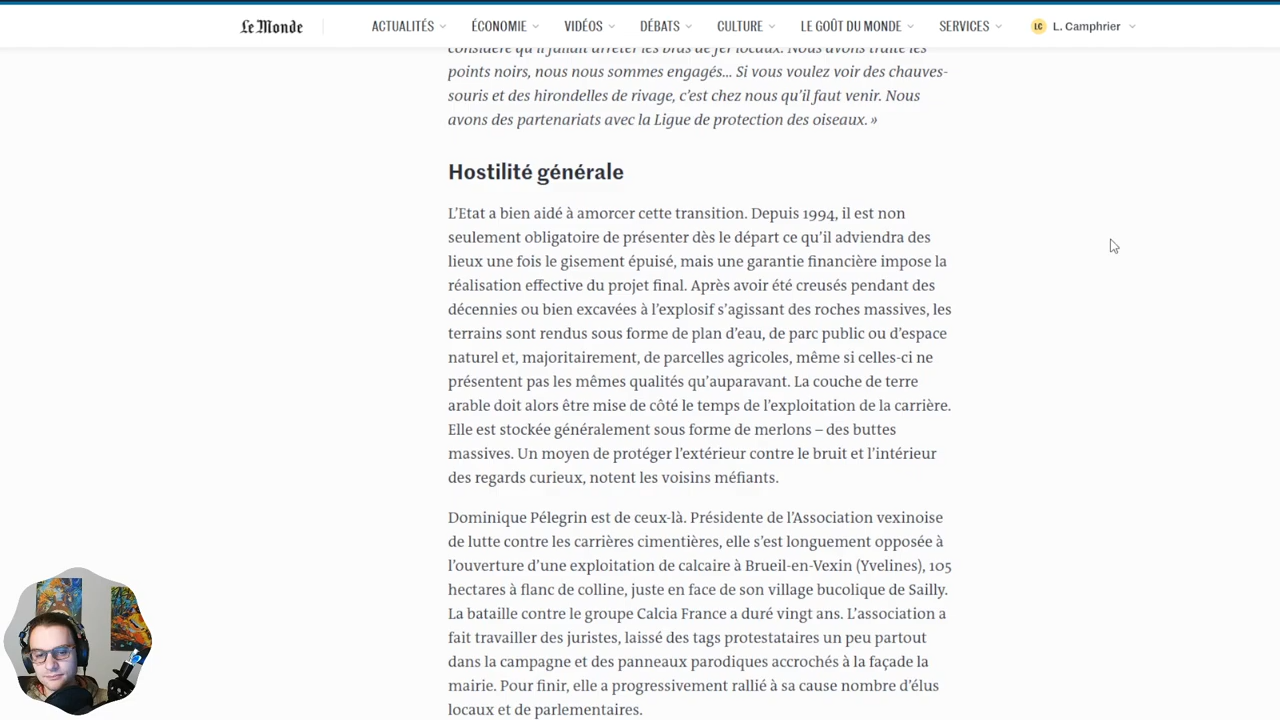 Le Monde
ACTUALITÉS
ÉCONOMIE
VIDÉOS
DÉBATS
CULTURE
LE GOÛT DU MONDE
SERVICES
LC
L. Camphrier
considéré qu'il fallait arrêter les bras de fer locaux. Nous avons traité les
points noirs, nous nous sommes engagés… Si vous voulez voir des chauves-
souris et des hirondelles de rivage, c'est chez nous qu'il faut venir. Nous
avons des partenariats avec la Ligue de protection des oiseaux. »
Hostilité générale
L'Etat a bien aidé à amorcer cette transition. Depuis 1994, il est non
seulement obligatoire de présenter dès le départ ce qu'il adviendra des
lieux une fois le gisement épuisé, mais une garantie financière impose la
réalisation effective du projet final. Après avoir été creusés pendant des
décennies ou bien excavées à l'explosif s'agissant des roches massives, les
terrains sont rendus sous forme de plan d'eau, de parc public ou d'espace
naturel et, majoritairement, de parcelles agricoles, même si celles-ci ne
présentent pas les mêmes qualités qu'auparavant. La couche de terre
arable doit alors être mise de côté le temps de l'exploitation de la carrière.
Elle est stockée généralement sous forme de merlons – des buttes
massives. Un moyen de protéger l'extérieur contre le bruit et l'intérieur
des regards curieux, notent les voisins méfiants.
Dominique Pélegrin est de ceux-là. Présidente de l'Association vexinoise
de lutte contre les carrières cimentières, elle s'est longuement opposée à
l'ouverture d'une exploitation de calcaire à Brueil-en-Vexin (Yvelines), 105
hectares à flanc de colline, juste en face de son village bucolique de Sailly.
La bataille contre le groupe Calcia France a duré vingt ans. L'association a
fait travailler des juristes, laissé des tags protestataires un peu partout
dans la campagne et des panneaux parodiques accrochés à la façade la
mairie. Pour finir, elle a progressivement rallié à sa cause nombre d'élus
locaux et de parlementaires.